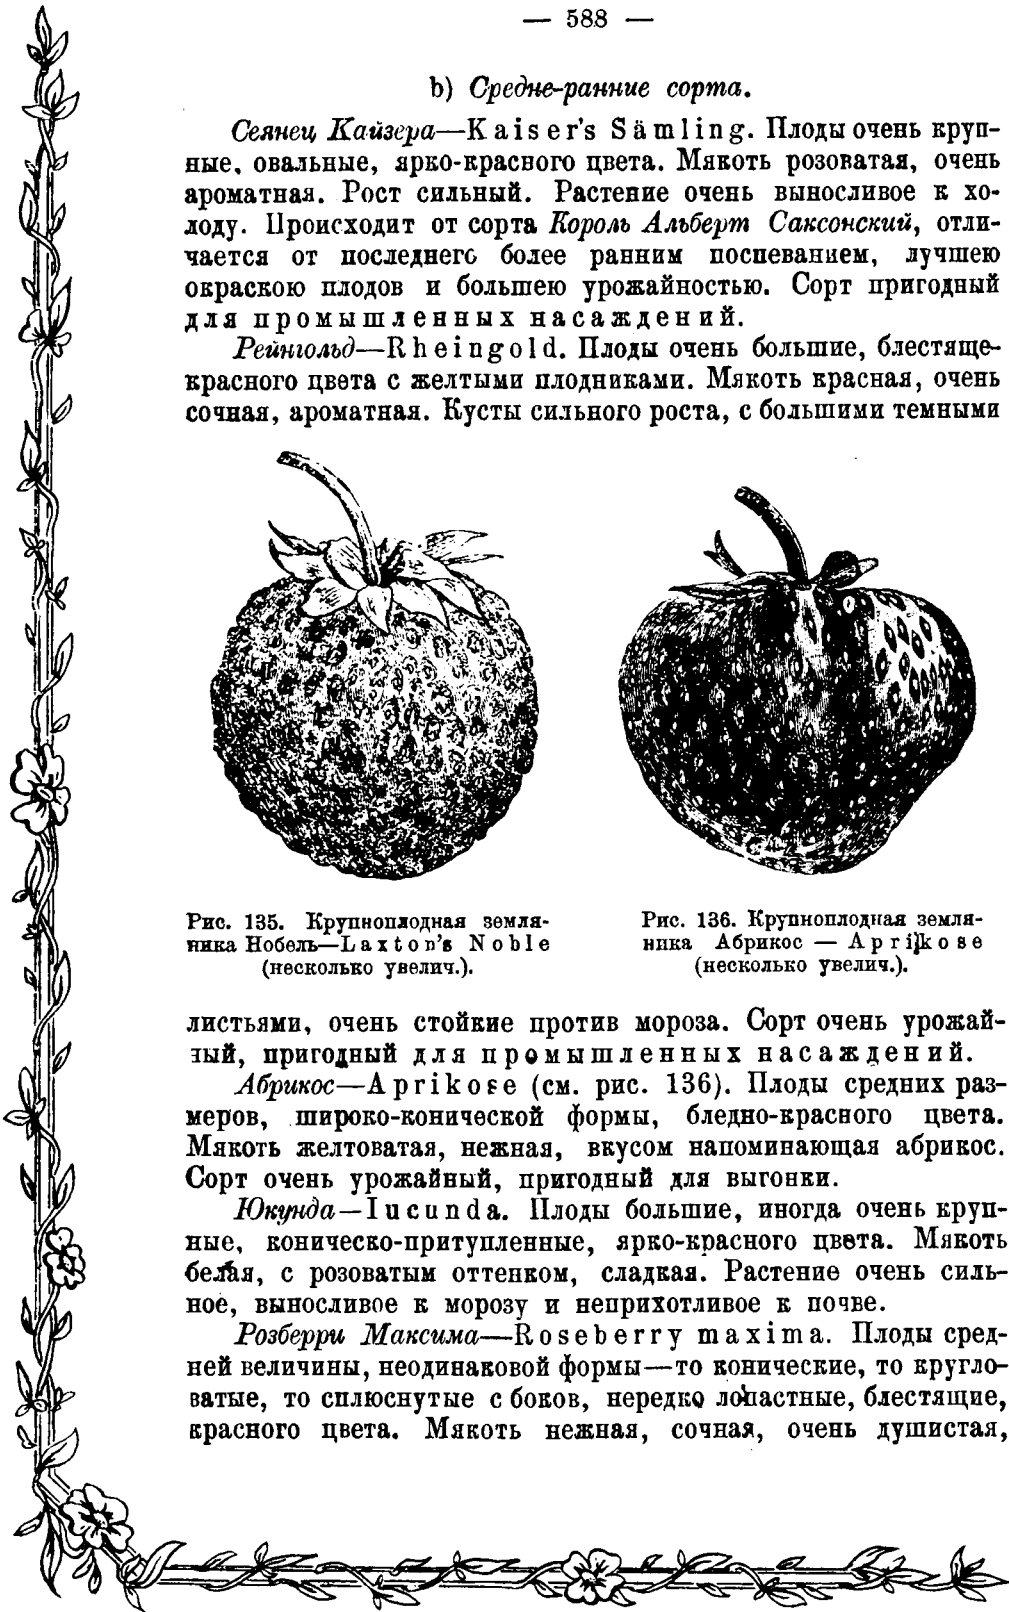 — 588 —
b) Средне-ранние сорта.
Сеянец Кайзера—Kaiser's Sämling. Плоды очень круп-
ные, овальные, ярко-красного цвета. Мякоть розоватая, очень
ароматная. Рост сильный. Растение очень выносливое к хо-
лоду. Происходит от сорта Король Альберт Саксонский, отли-
чается от последнего более ранним поспеванием, лучшею
окраскою плодов и большею урожайностью. Сорт пригодный
для промышленных насаждений.
Рейнгольд—Rheingold. Плоды очень большие, блестяще-
красного цвета с желтыми плодниками. Мякоть красная, очень
сочная, ароматная. Кусты сильного роста, с большими темными
Рис. 135. Крупноплодная земля-
ника Нобель—Laxton's Noble
(несколько увелич.).
Рис. 136. Крупноплодная земля-
ника Абрикос — Aprikose
(несколько увелич.).
листьями, очень стойкие против мороза. Сорт очень урожай-
ный, пригодный для промышленных насаждений.
Абрикос—Aprikose (см. рис. 136). Плоды средних раз-
меров, широко-конической формы, бледно-красного цвета.
Мякоть желтоватая, нежная, вкусом напоминающая абрикос.
Сорт очень урожайный, пригодный для выгонки.
Юкунда—Iucunda. Плоды большие, иногда очень круп-
ные, коническо-притупленные, ярко-красного цвета. Мякоть
белая, с розоватым оттенком, сладкая. Растение очень силь-
ное, выносливое к морозу и неприхотливое к почве.
Розберри Максима—Roseberry maxima. Плоды сред-
ней величины, неодинаковой формы—то конические, то кругло-
ватые, то сплюснутые с боков, нередко лопастные, блестящие,
красного цвета. Мякоть нежная, сочная, очень душистая,